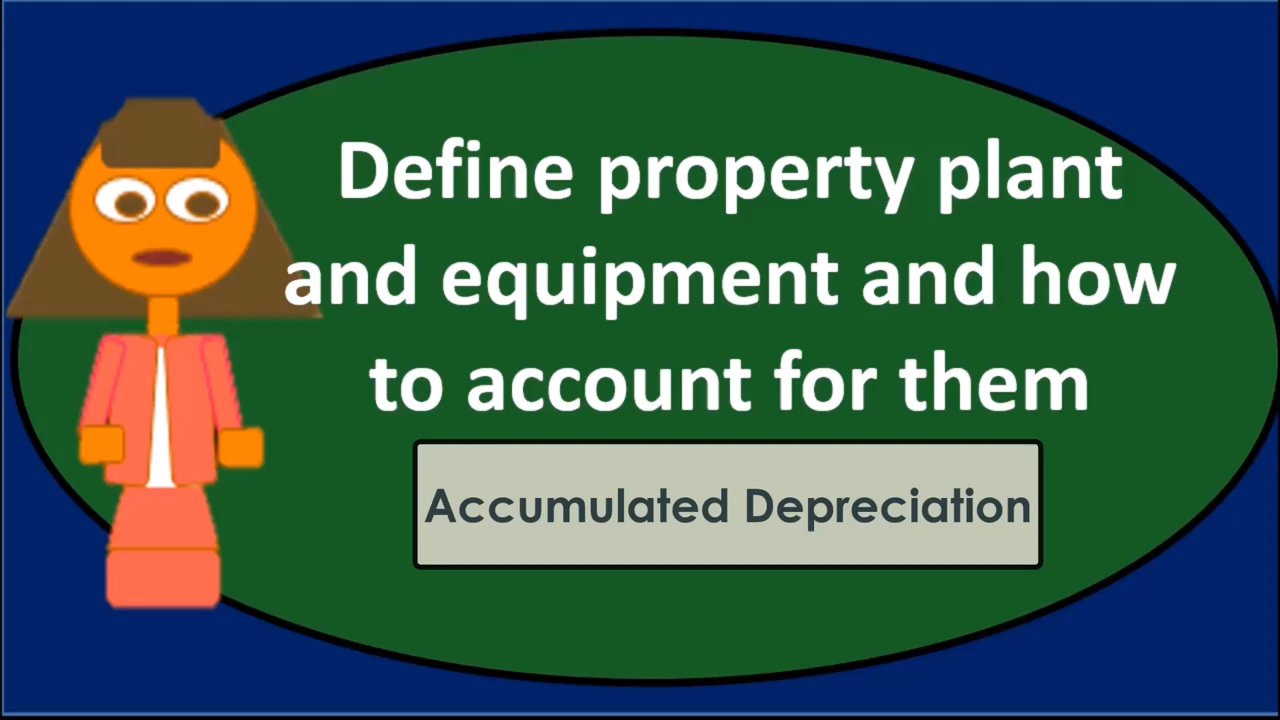 Define property plant
and equipment and how
to account for them
Accumulated Depreciation